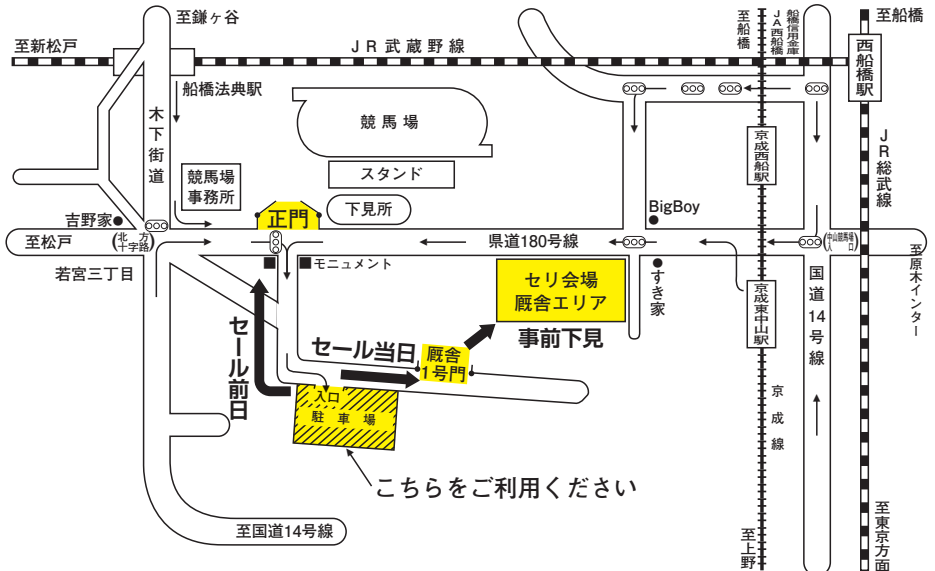 至鎌ヶ谷
至新松戸
JR武蔵野線
至船橋
JA西船橋
船橋信用金庫
至船橋
西船橋駅
船橋法典駅
木下街道
競馬場
スタンド
下見所
競馬場
事務所
正門
京成西船駅
JR総武線
吉野家
BigBoy
至松戸
(北方
十字路)
県道180号線
(中山競馬場
入口)
至原木インター
若宮三丁目
モニュメント
セリ会場
厩舎エリア
すき家
国道14号線
京成東中山駅
事前下見
セール前日
セール当日
厩舎
1号門
入口
駐車場
京成線
こちらをご利用ください
至国道14号線
至上野
至東京方面